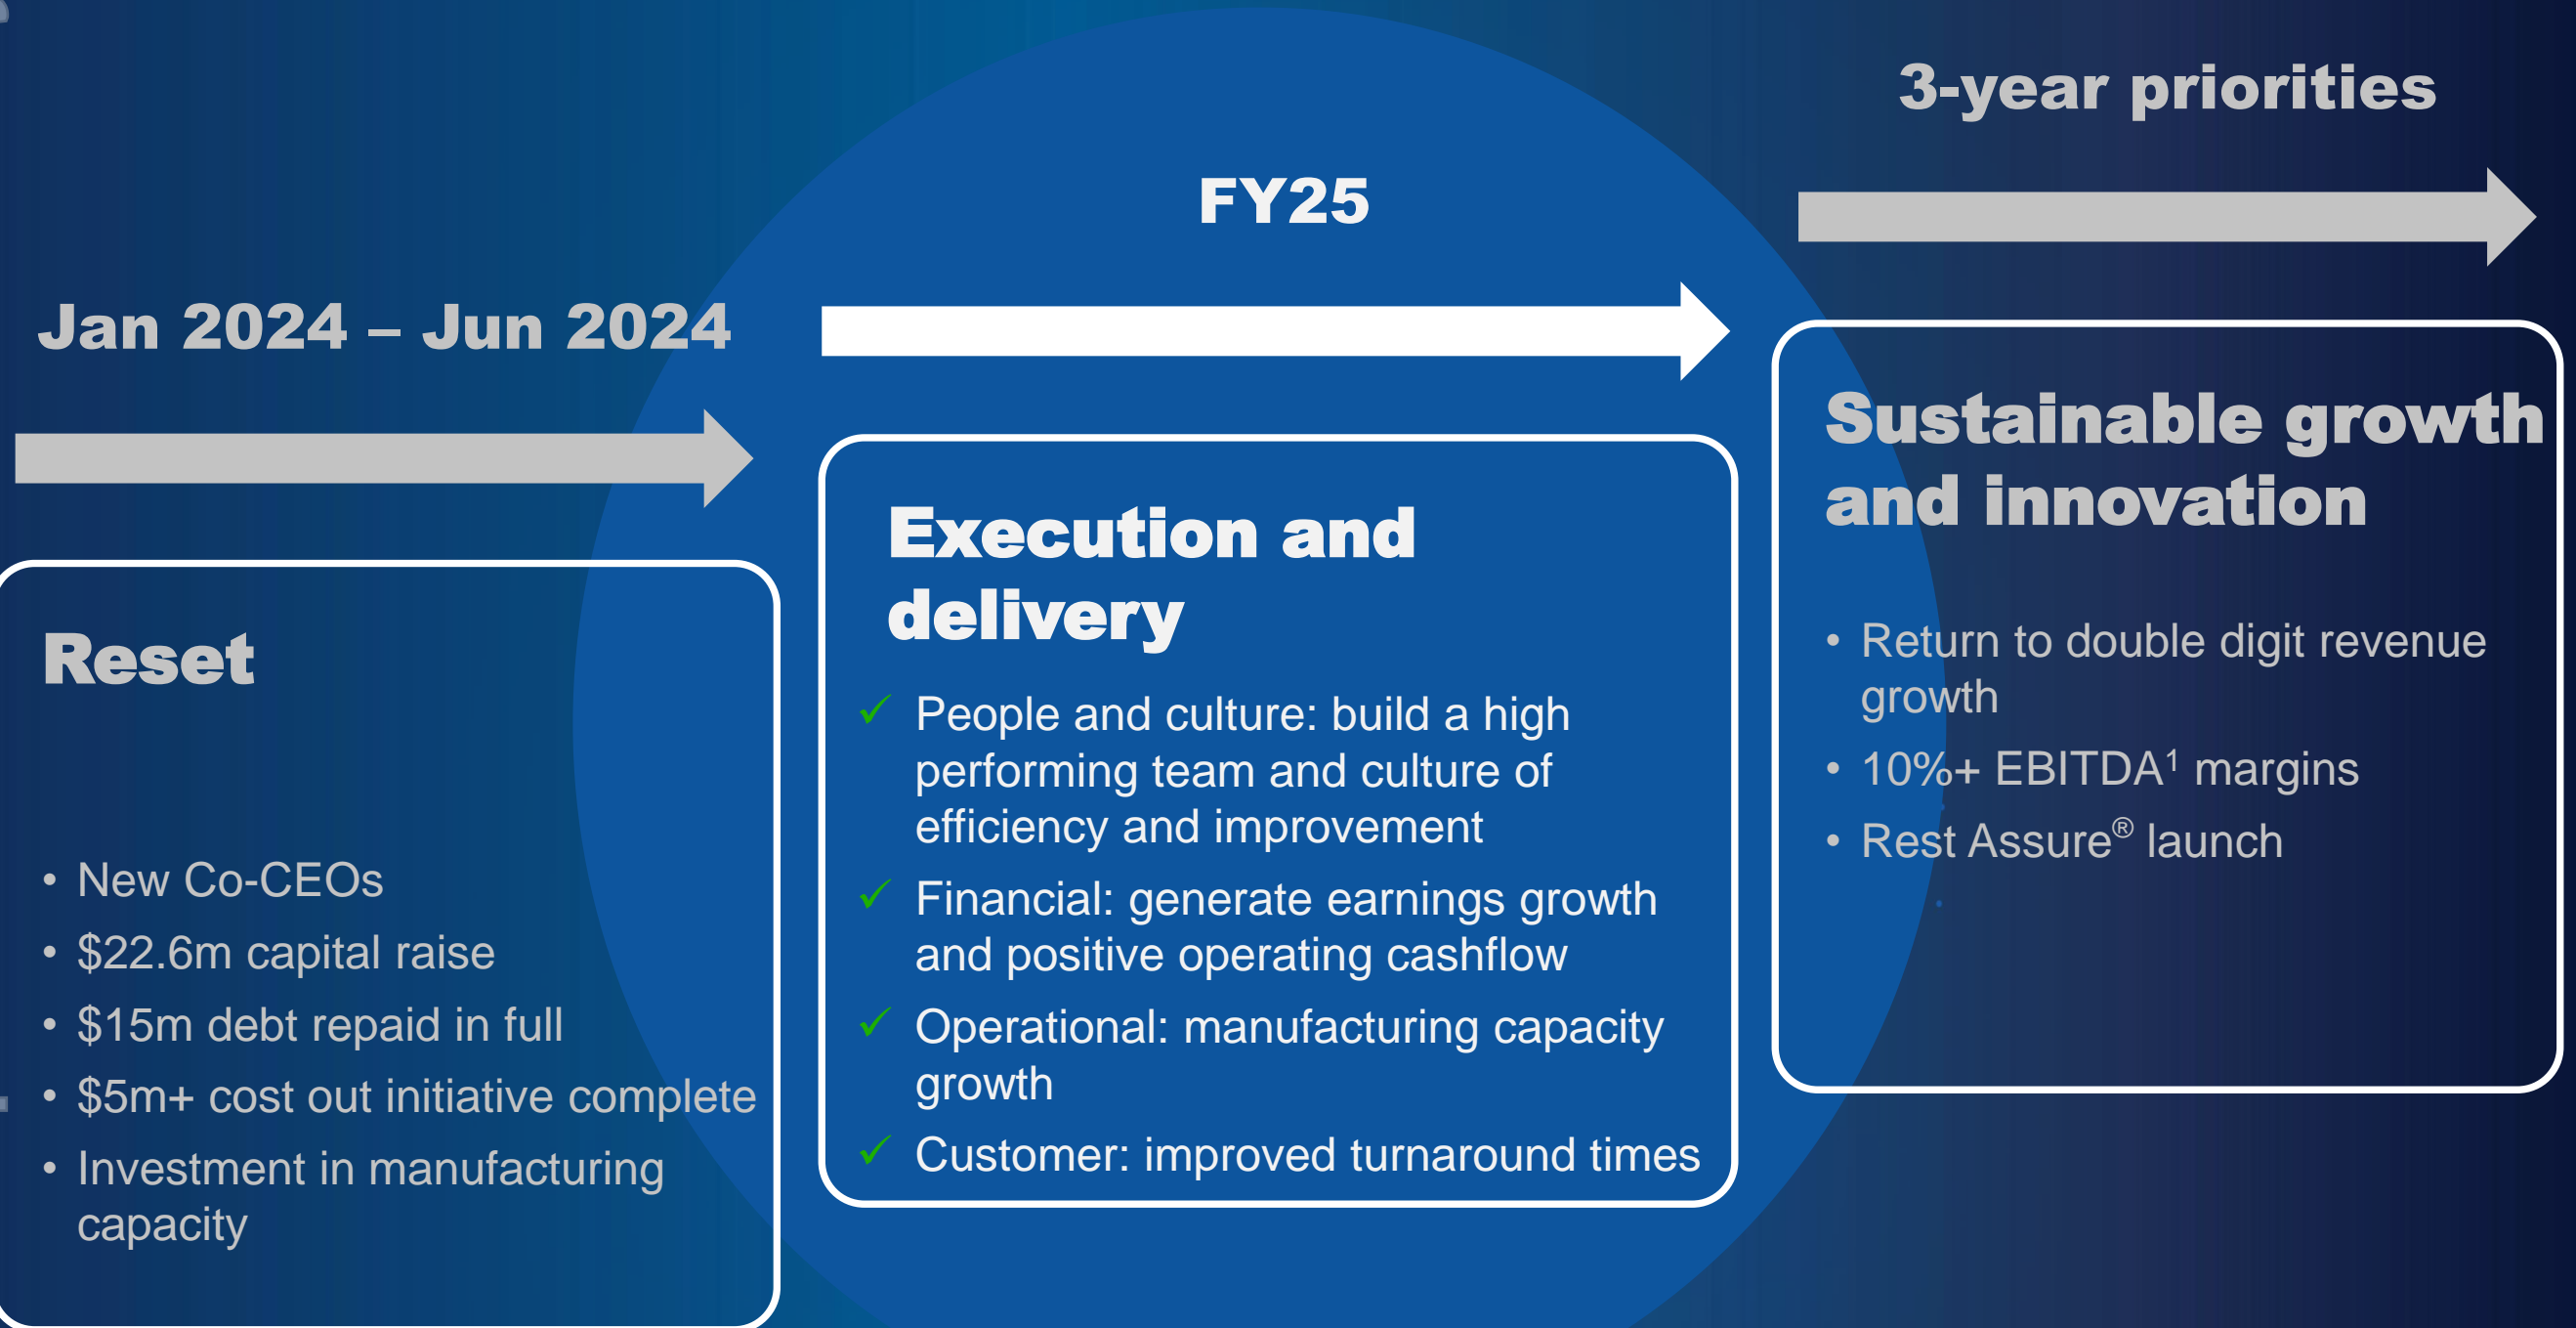 Jan 2024 – Jun 2024
Reset
• New Co-CEOs
• $22.6m capital raise
• $15m debt repaid in full
• $5m+ cost out initiative complete
• Investment in manufacturing
capacity
FY25
Execution and
delivery
✓ People and culture: build a high
performing team and culture of
efficiency and improvement
✓ Financial: generate earnings growth
and positive operating cashflow
✓ Operational: manufacturing capacity
growth
✓ Customer: improved turnaround times
3-year priorities
Sustainable growth
and innovation
• Return to double digit revenue
growth
• 10%+ EBITDA¹ margins
• Rest Assure® launch